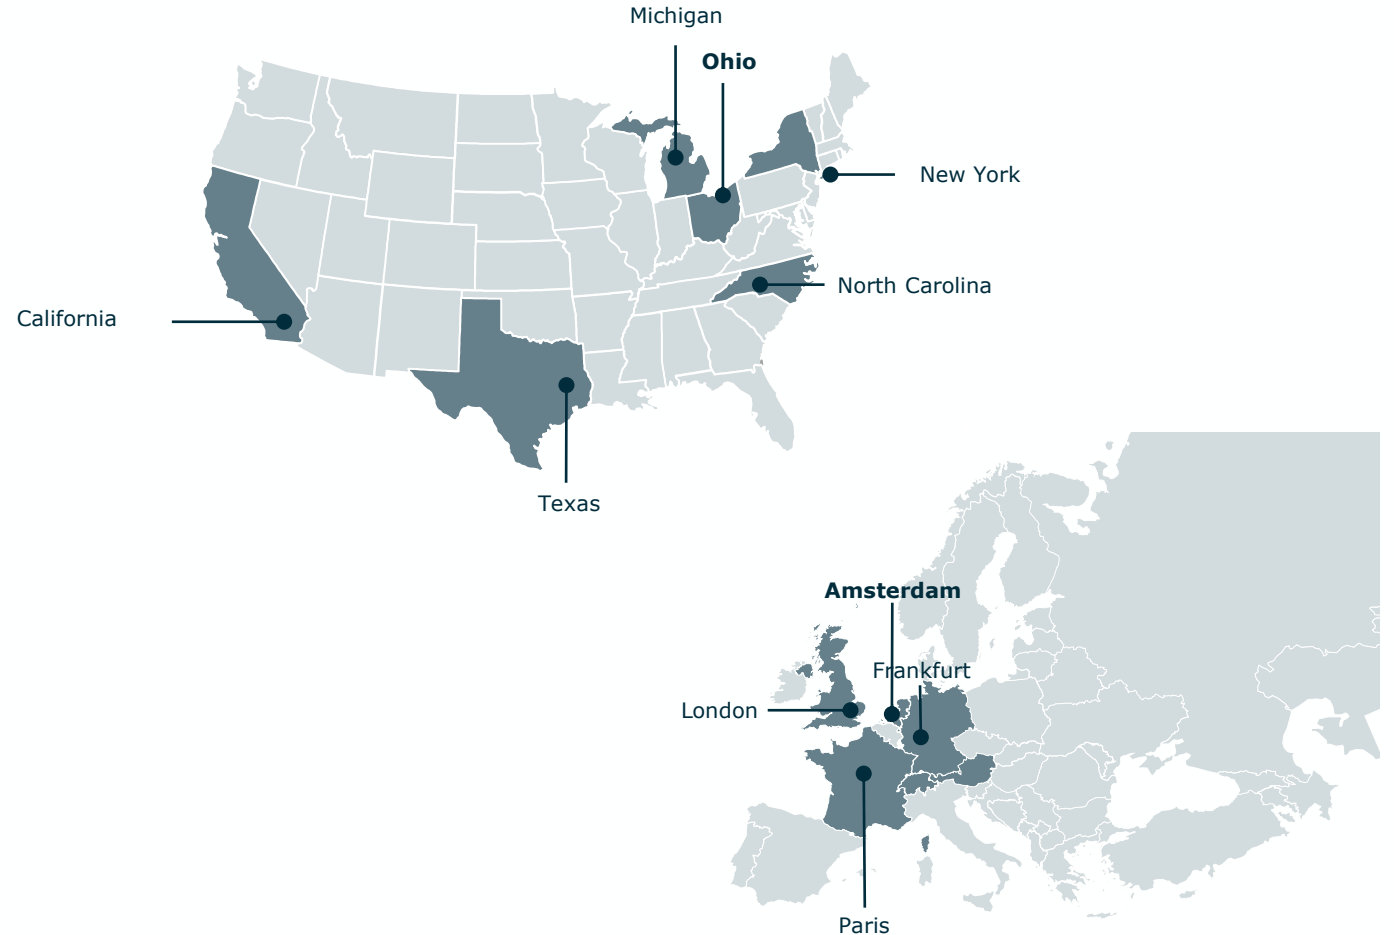 Michigan
Ohio
New York
North Carolina
California
Texas
Amsterdam
Frankfurt
London
Paris